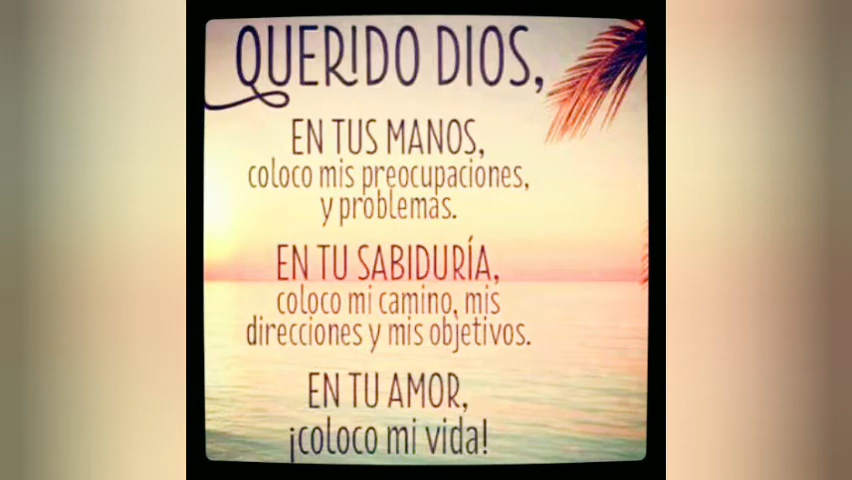 QUERIDO DIOS,
EN TUS MANOS,
coloco mis preocupaciones,
y problemas.
EN TU SABIDURÍA,
coloco mi camino, mis
direcciones y mis objetivos.
EN TU AMOR,
¡coloco mi vida!